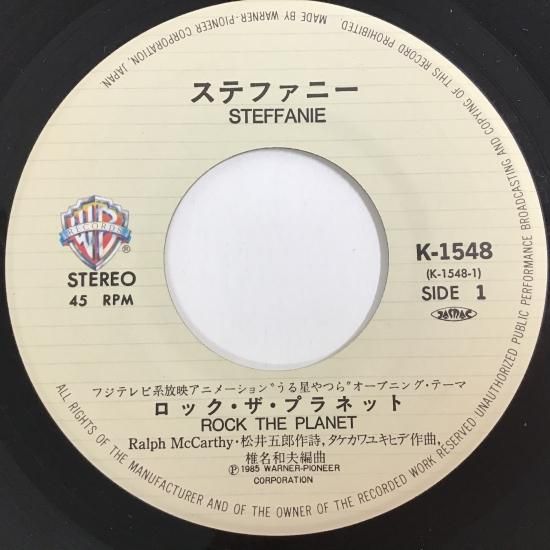 MADE BY WARNER-PIONEER CORPORATION, JAPAN.
ステファニー
STEFFANIE
WB
RECORDS
®
STEREO
45 RPM
K-1548
(K-1548-1)
SIDE 1
JASRAC
フジテレビ系放映アニメーション“うる星やつら”オープニング・テーマ
ロック・ザ・プラネット
ROCK THE PLANET
Ralph McCarthy・松井五郎作詩, タケカワユキヒデ作曲,
椎名和夫編曲
Ⓟ1985 WARNER-PIONEER
CORPORATION
ALL RIGHTS OF THE MANUFACTURER AND OF THE OWNER OF THE RECORDED WORK RESERVED UNAUTHORIZED PUBLIC PERFORMANCE BROADCASTING AND COPYING OF THIS RECORD PROHIBITED.